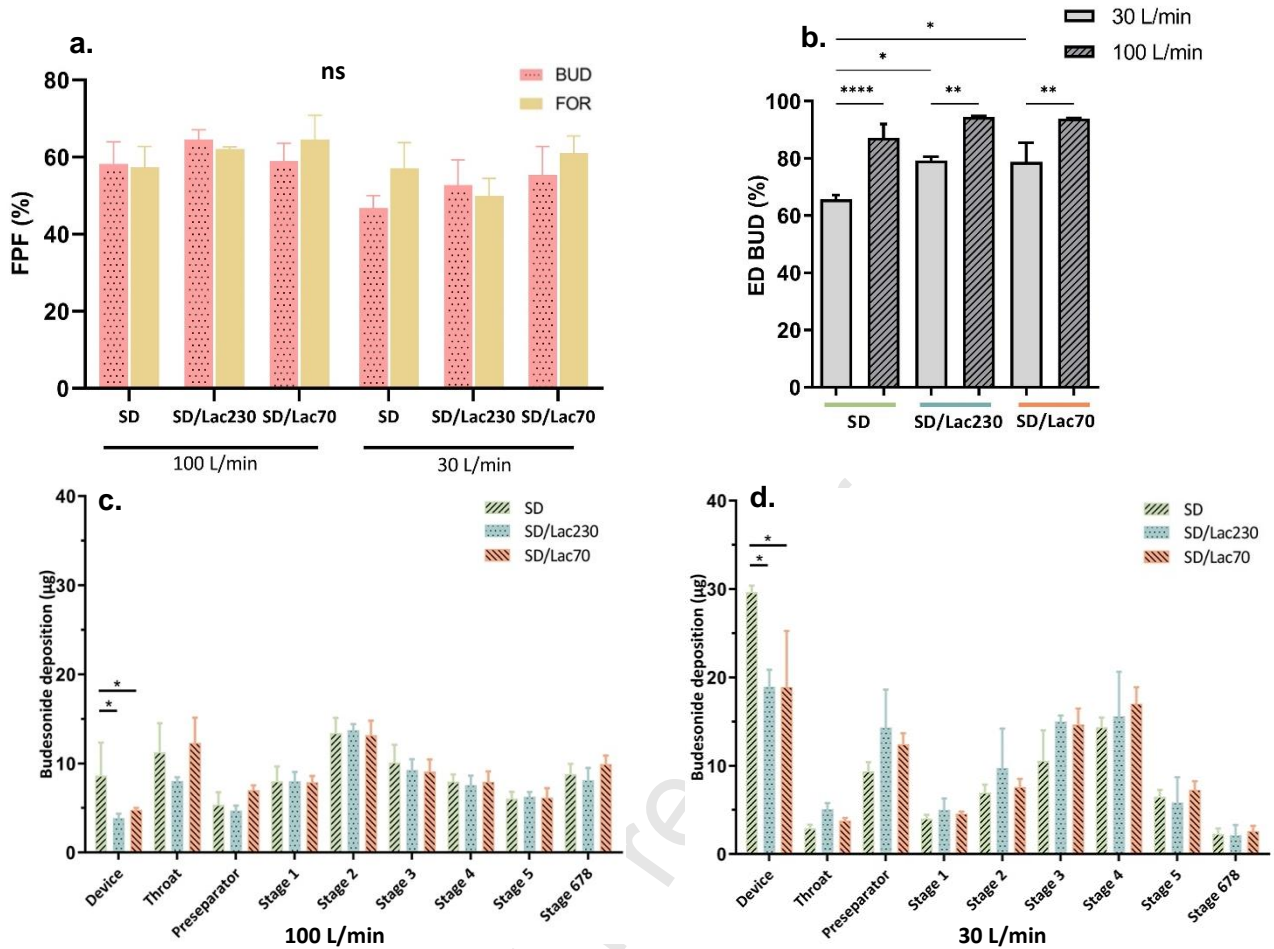 a.
ns
BUD
FOR
FPF (%)
80
60
40
20
0
SD
SD/Lac230
SD/Lac70
SD
SD/Lac230
SD/Lac70
100 L/min
30 L/min
b.
30 L/min
100 L/min
*
*
****
**
**
ED BUD (%)
100
80
60
40
20
0
SD
SD/Lac230
SD/Lac70
c.
SD
SD/Lac230
SD/Lac70
*
*
Budesonide deposition (µg)
40
30
20
10
0
Device
Throat
Preseparator
Stage 1
Stage 2
Stage 3
Stage 4
Stage 5
Stage 678
100 L/min
d.
SD
SD/Lac230
SD/Lac70
*
*
Budesonide deposition (µg)
40
30
20
10
0
Device
Throat
Preseparator
Stage 1
Stage 2
Stage 3
Stage 4
Stage 5
Stage 678
30 L/min